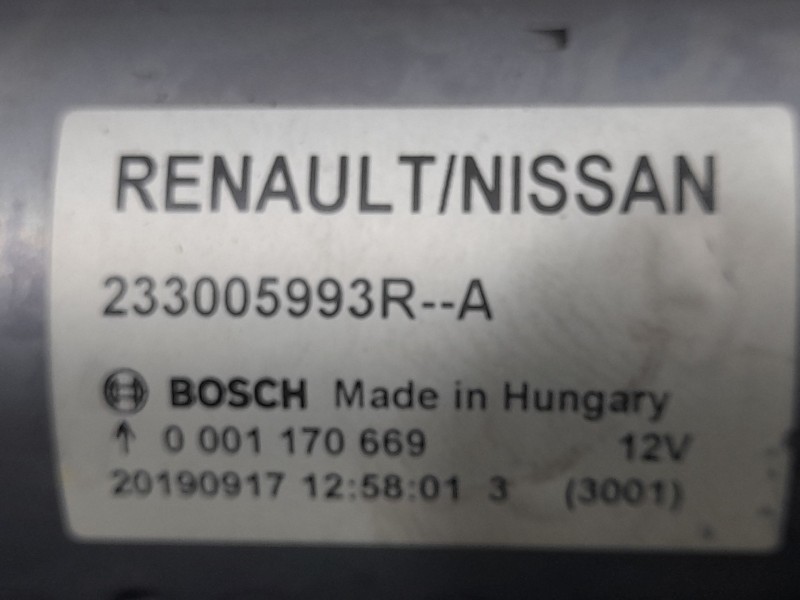 RENAULT/NISSAN
233005993R--A
BOSCH Made in Hungary
↑ 0 001 170 669 12V
20190917 12:58:01 3 (3001)